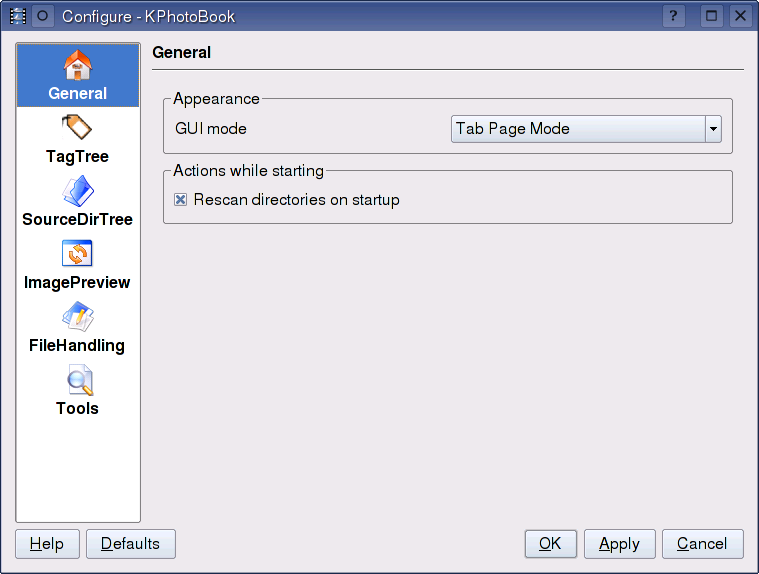 Configure - KPhotoBook
?
General
General
TagTree
SourceDirTree
ImagePreview
FileHandling
Tools
Appearance
GUI mode
Tab Page Mode
Actions while starting
Rescan directories on startup
Help
Defaults
OK
Apply
Cancel